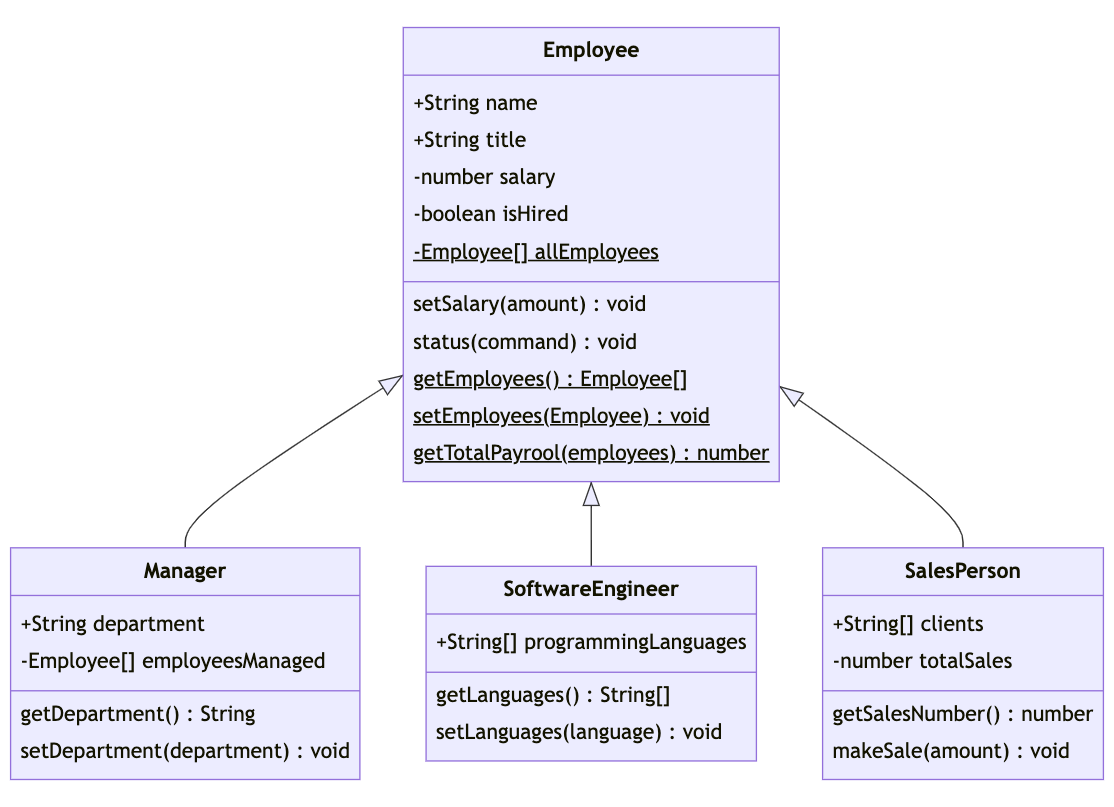 Employee
+String name
+String title
-number salary
-boolean isHired
-Employee[] allEmployees
setSalary(amount) : void
status(command) : void
getEmployees() : Employee[]
setEmployees(Employee) : void
getTotalPayrool(employees) : number
Manager
+String department
-Employee[] employeesManaged
getDepartment() : String
setDepartment(department) : void
SoftwareEngineer
+String[] programmingLanguages
getLanguages() : String[]
setLanguages(language) : void
SalesPerson
+String[] clients
-number totalSales
getSalesNumber() : number
makeSale(amount) : void